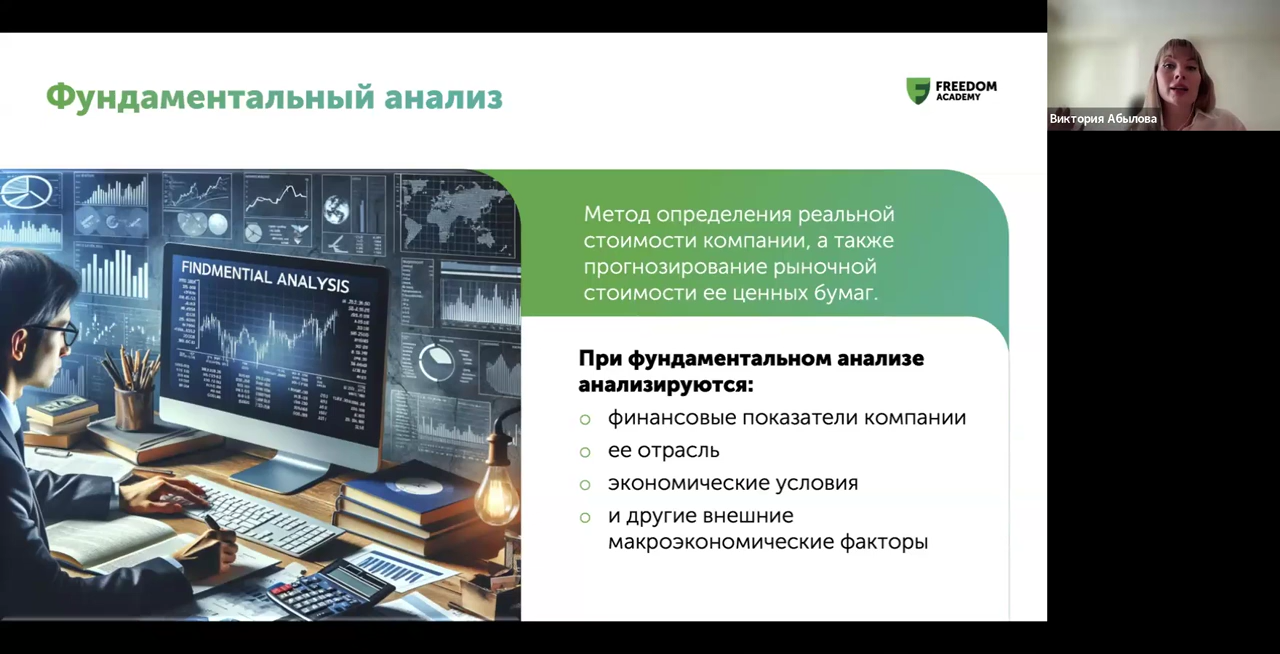 Фундаментальный анализ
FREEDOM
ACADEMY
Виктория Абылова
FINDMENTIAL ANALYSIS
Метод определения реальной
стоимости компании, а также
прогнозирование рыночной
стоимости ее ценных бумаг.
При фундаментальном анализе
анализируются:
финансовые показатели компании
ее отрасль
экономические условия
и другие внешние
макроэкономические факторы